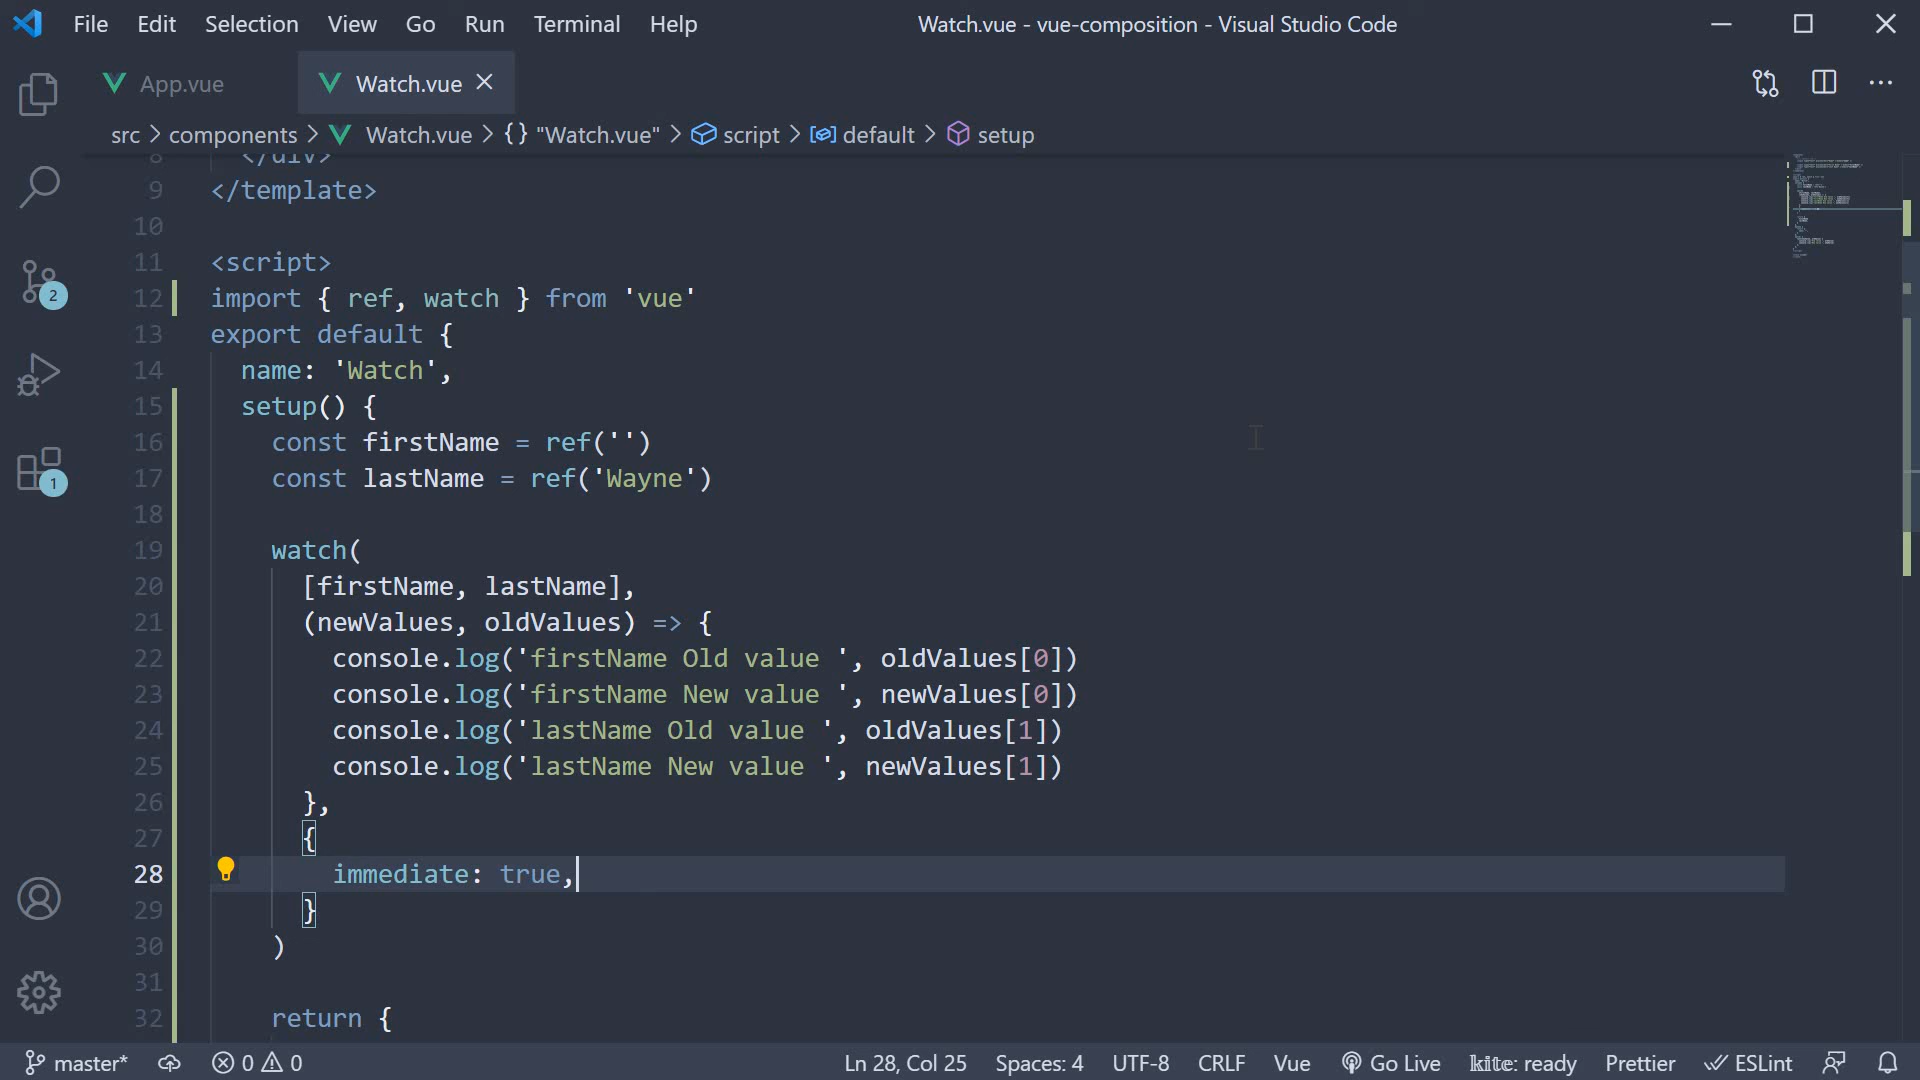 File Edit Selection View Go Run Terminal Help Watch.vue - vue-composition - Visual Studio Code
App.vue Watch.vue
src > components > Watch.vue > {} "Watch.vue" > script > default > setup
8 </div>
9 </template>
10
11 <script>
12 import { ref, watch } from 'vue'
13 export default {
14 name: 'Watch',
15 setup() {
16 const firstName = ref('')
17 const lastName = ref('Wayne')
18
19 watch(
20 [firstName, lastName],
21 (newValues, oldValues) => {
22 console.log('firstName Old value ', oldValues[0])
23 console.log('firstName New value ', newValues[0])
24 console.log('lastName Old value ', oldValues[1])
25 console.log('lastName New value ', newValues[1])
26 },
27 {
28 immediate: true,
29 }
30 )
31
32 return {
2
1
master* 0 0 Ln 28, Col 25 Spaces: 4 UTF-8 CRLF Vue Go Live kite: ready Prettier ESLint